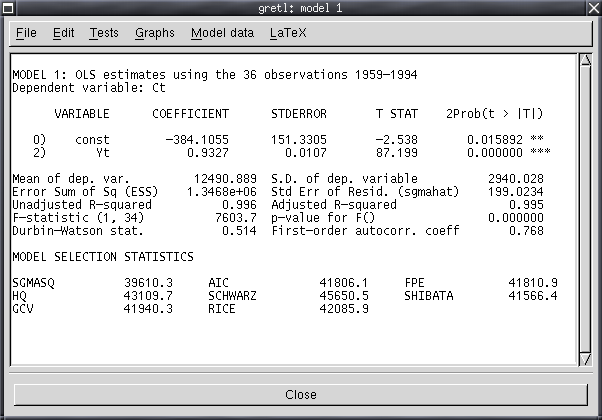 gretl: model 1
File Edit Tests Graphs Model data LaTeX
MODEL 1: OLS estimates using the 36 observations 1959-1994
Dependent variable: Ct
VARIABLE COEFFICIENT STDERROR T STAT 2Prob(t > |T|)
0) const -384.1055 151.3305 -2.538 0.015892 **
2) Yt 0.9327 0.0107 87.199 0.000000 ***
Mean of dep. var. 12490.889 S.D. of dep. variable 2940.028
Error Sum of Sq (ESS) 1.3468e+06 Std Err of Resid. (sgmahat) 199.0234
Unadjusted R-squared 0.996 Adjusted R-squared 0.995
F-statistic (1, 34) 7603.7 p-value for F() 0.000000
Durbin-Watson stat. 0.514 First-order autocorr. coeff 0.768
MODEL SELECTION STATISTICS
SGMASQ 39610.3 AIC 41806.1 FPE 41810.9
HQ 43109.7 SCHWARZ 45650.5 SHIBATA 41566.4
GCV 41940.3 RICE 42085.9
Close